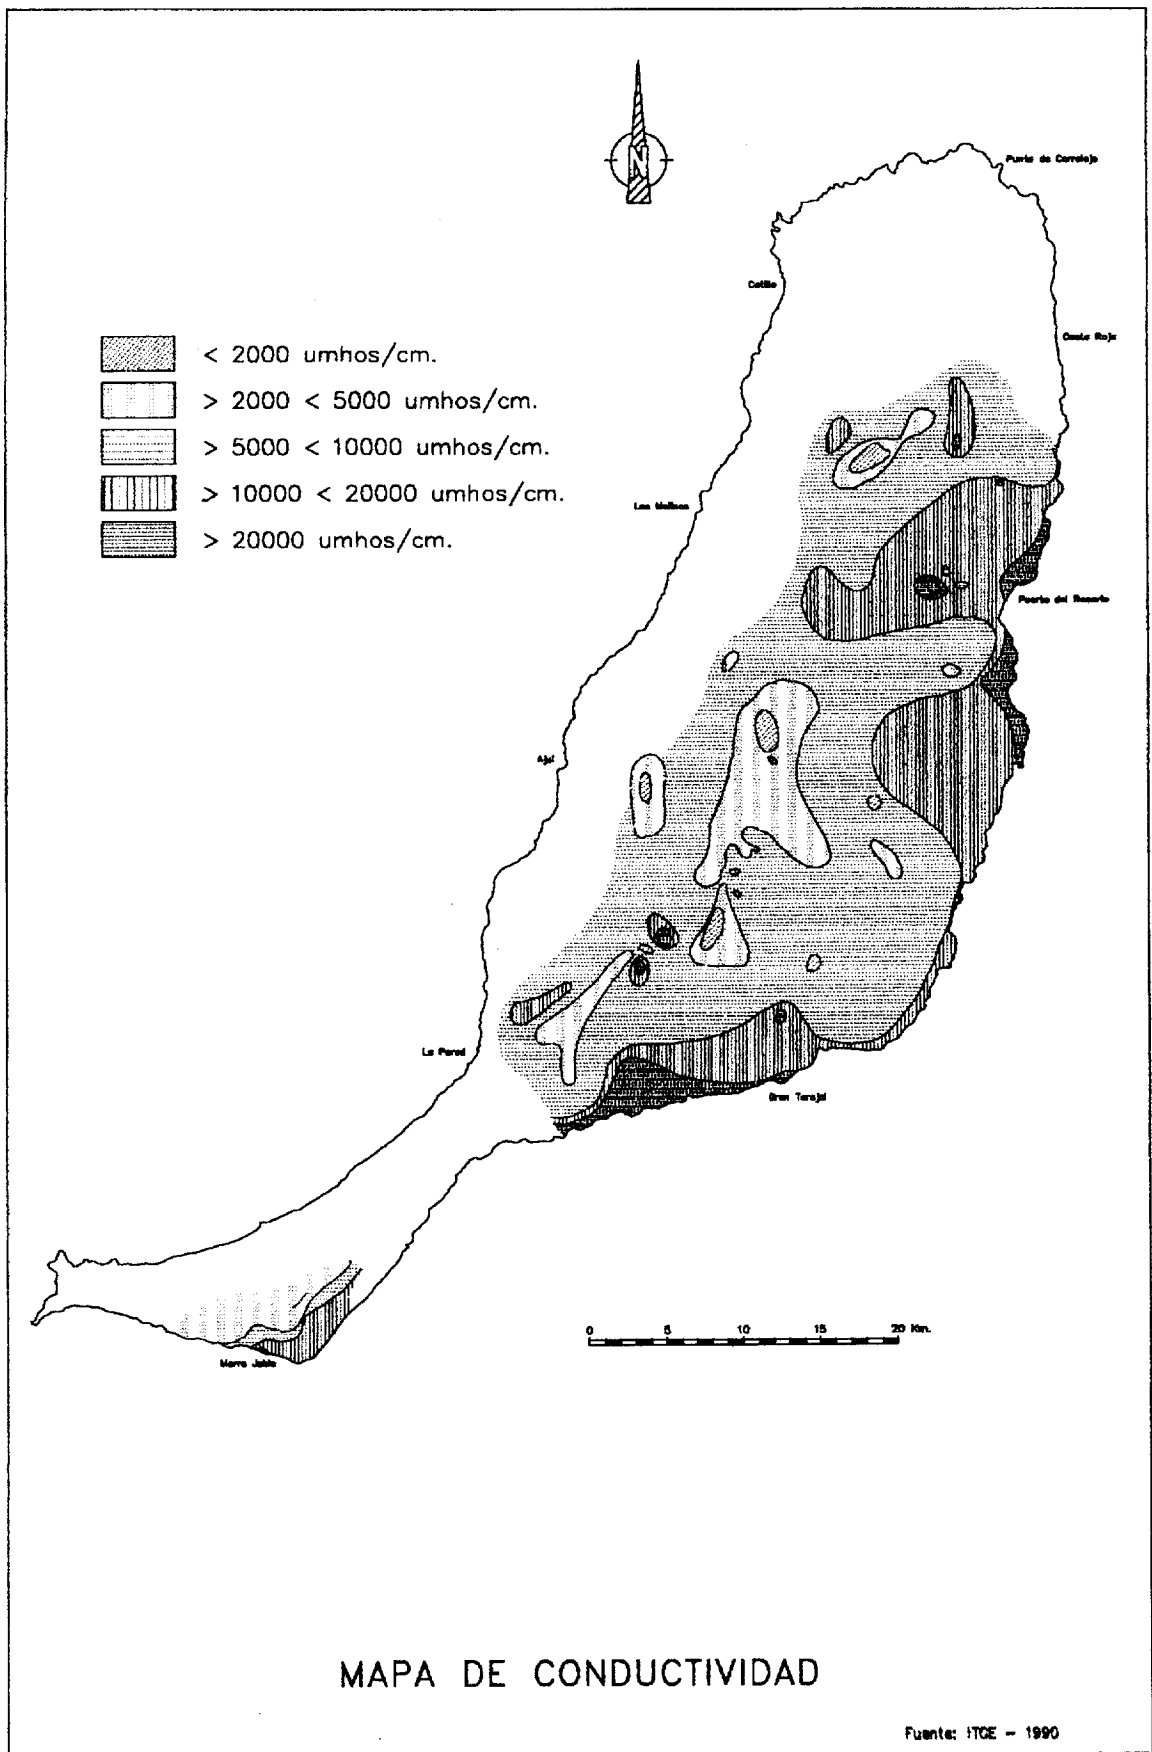 N
Punta de Corralejo
Cotillo
Costa Roja
< 2000 umhos/cm.
> 2000 < 5000 umhos/cm.
> 5000 < 10000 umhos/cm.
> 10000 < 20000 umhos/cm.
> 20000 umhos/cm.
Los Molinos
Puerto del Rosario
Ajui
La Pared
Gran Tarajal
0 5 10 15 20 Km.
Morro Jable
MAPA DE CONDUCTIVIDAD
Fuente: ITGE - 1990